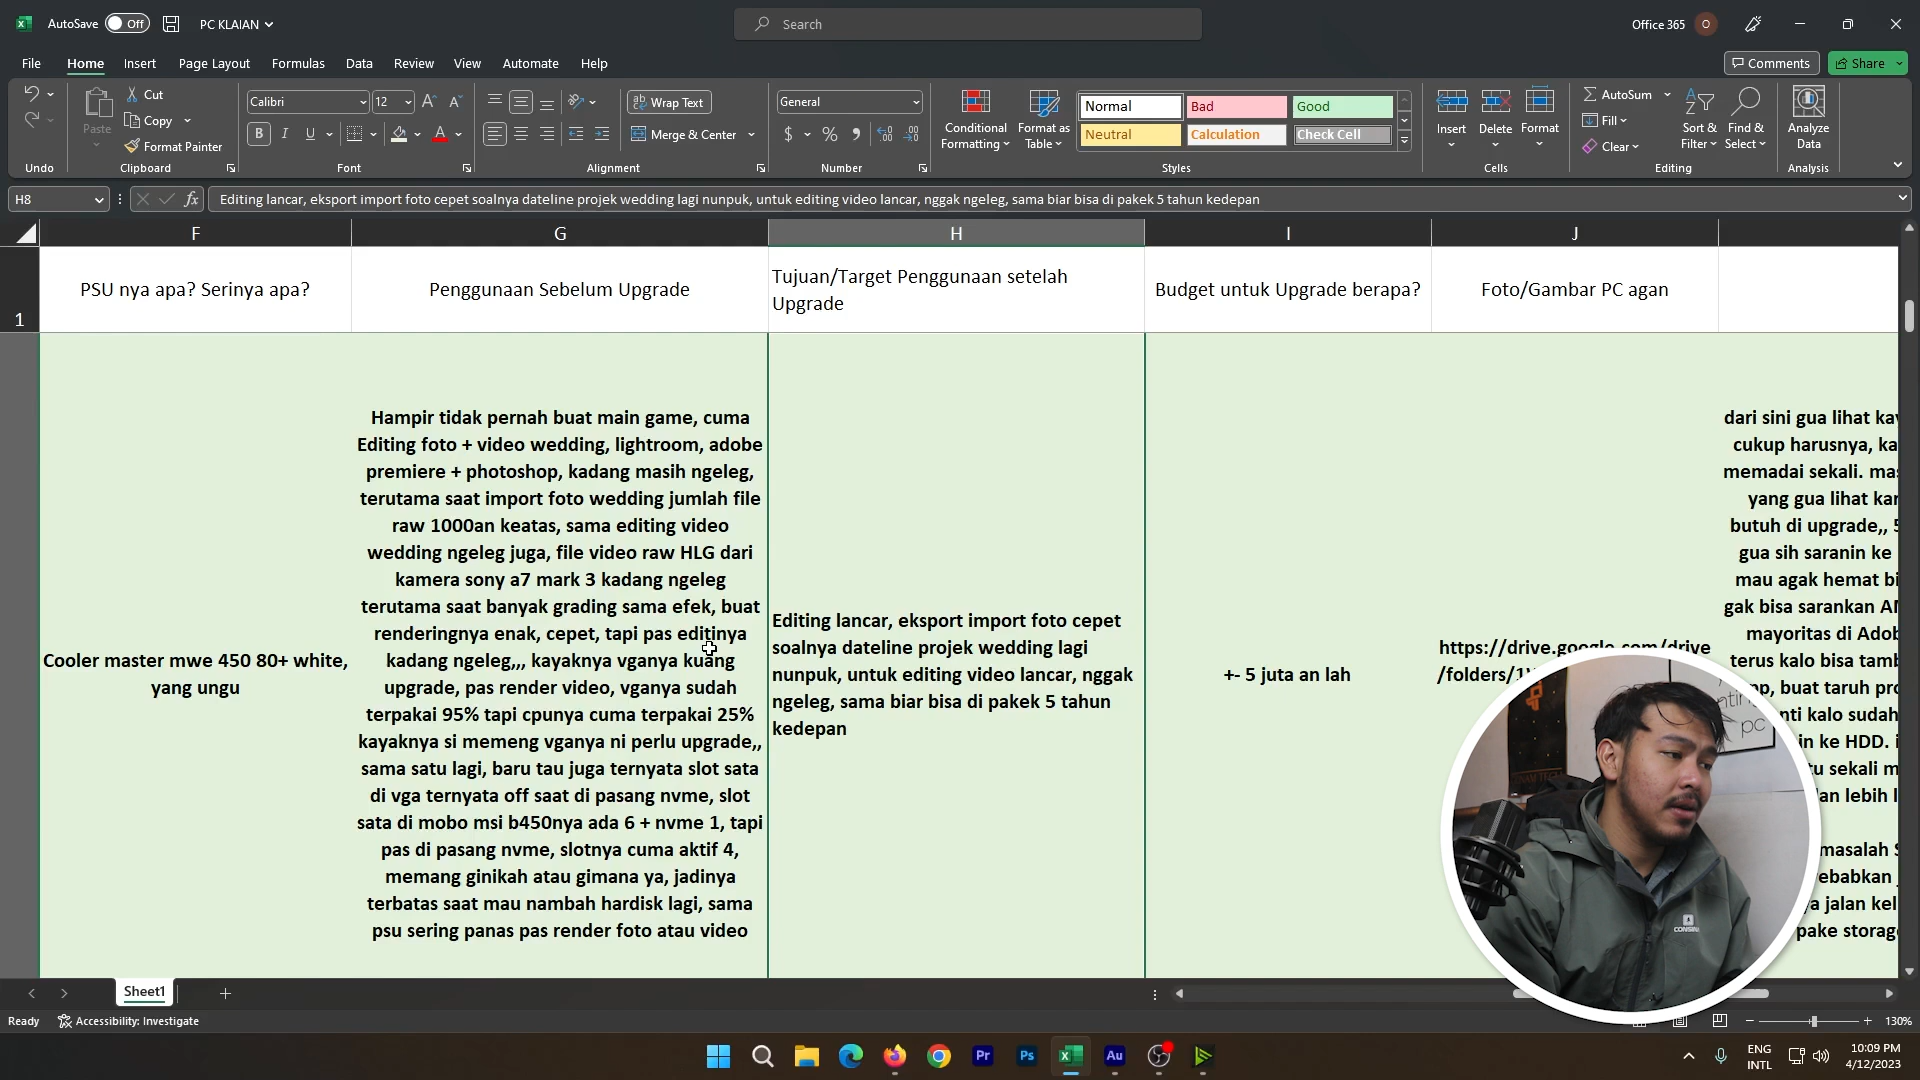 AutoSave
Off
PC KLAIAN
Search
Office 365
O
File
Home
Insert
Page Layout
Formulas
Data
Review
View
Automate
Help
Comments
Share
Paste
Cut
Copy
Format Painter
Calibri
12
B I U
A
Wrap Text
Merge & Center
General
$ % ,
Conditional
Formatting
Format as
Table
Normal
Bad
Good
Neutral
Calculation
Check Cell
Insert
Delete
Format
AutoSum
Fill
Clear
Sort &
Filter
Find &
Select
Analyze
Data
Undo
Clipboard
Font
Alignment
Number
Styles
Cells
Editing
Analysis
H8
fx
Editing lancar, eksport import foto cepet soalnya dateline projek wedding lagi nunpuk, untuk editing video lancar, nggak ngeleg, sama biar bisa di pakek 5 tahun kedepan
F
G
H
I
J
1
PSU nya apa? Serinya apa?
Penggunaan Sebelum Upgrade
Tujuan/Target Penggunaan setelah
Upgrade
Budget untuk Upgrade berapa?
Foto/Gambar PC agan
Cooler master mwe 450 80+ white,
yang ungu
Hampir tidak pernah buat main game, cuma
Editing foto + video wedding, lightroom, adobe
premiere + photoshop, kadang masih ngeleg,
terutama saat import foto wedding jumlah file
raw 1000an keatas, sama editing video
wedding ngeleg juga, file video raw HLG dari
kamera sony a7 mark 3 kadang ngeleg
terutama saat banyak grading sama efek, buat
renderingnya enak, cepet, tapi pas editinya
kadang ngeleg,,, kayaknya vganya kuang
upgrade, pas render video, vganya sudah
terpakai 95% tapi cpunya cuma terpakai 25%
kayaknya si memeng vganya ni perlu upgrade,,
sama satu lagi, baru tau juga ternyata slot sata
di vga ternyata off saat di pasang nvme, slot
sata di mobo msi b450nya ada 6 + nvme 1, tapi
pas di pasang nvme, slotnya cuma aktif 4,
memang ginikah atau gimana ya, jadinya
terbatas saat mau nambah hardisk lagi, sama
psu sering panas pas render foto atau video
Editing lancar, eksport import foto cepet
soalnya dateline projek wedding lagi
nunpuk, untuk editing video lancar, nggak
ngeleg, sama biar bisa di pakek 5 tahun
kedepan
+- 5 juta an lah
https://drive.google.com/drive
/folders/1
dari sini gua lihat
cukup harusnya,
memadai sekali.
yang gua lihat
butuh di upgrade,,
gua sih saranin ke
mau agak hemat
gak bisa sarankan
mayoritas di
terus kalo bisa
buat taruh
kalo sudah
ke HDD.
sekali
lebih
masalah
jalan
pake
pc
Sheet1
Ready
Accessibility: Investigate
130%
Pr
Ps
Au
ENG
INTL
10:09 PM
4/12/2023